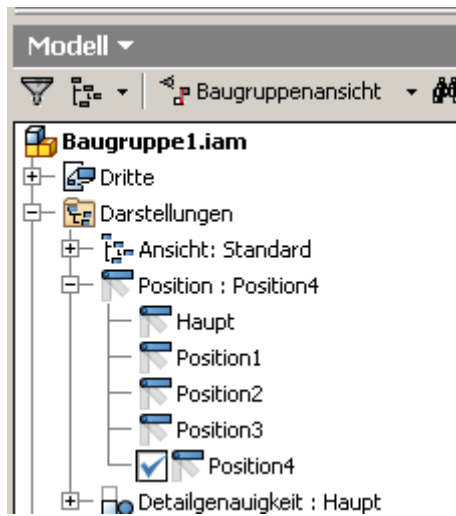 Modell
Baugruppenansicht
Baugruppe1.iam
Dritte
Darstellungen
Ansicht: Standard
Position : Position4
Haupt
Position1
Position2
Position3
Position4
Detailgenauigkeit : Haupt